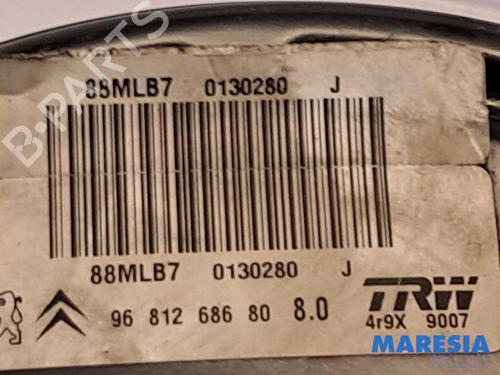 88MLB7 0130280 J
88MLB7 0130280 J
96 812 686 80 8.0
TRW
4r9X 9007
B-PARTS
MARESIA